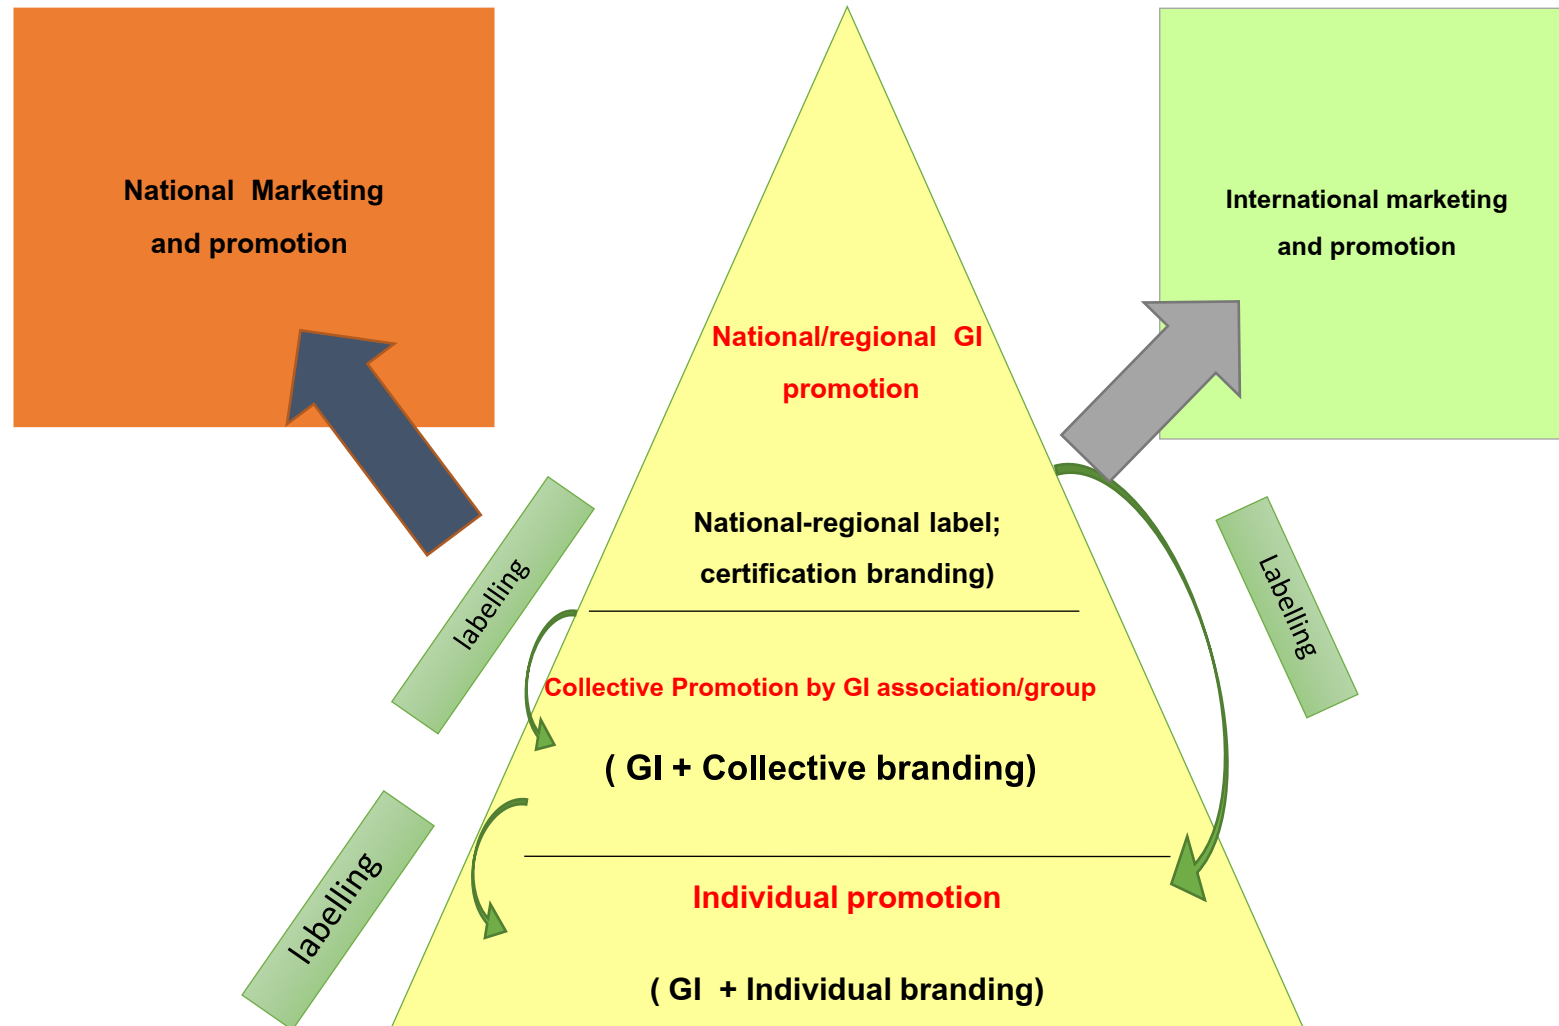 National  Marketing
and promotion
International marketing
and promotion
National/regional  GI
promotion
National-regional label;
certification branding)
labelling
Labelling
Collective Promotion by GI association/group
( GI + Collective branding)
labelling
Individual promotion
( GI  + Individual branding)